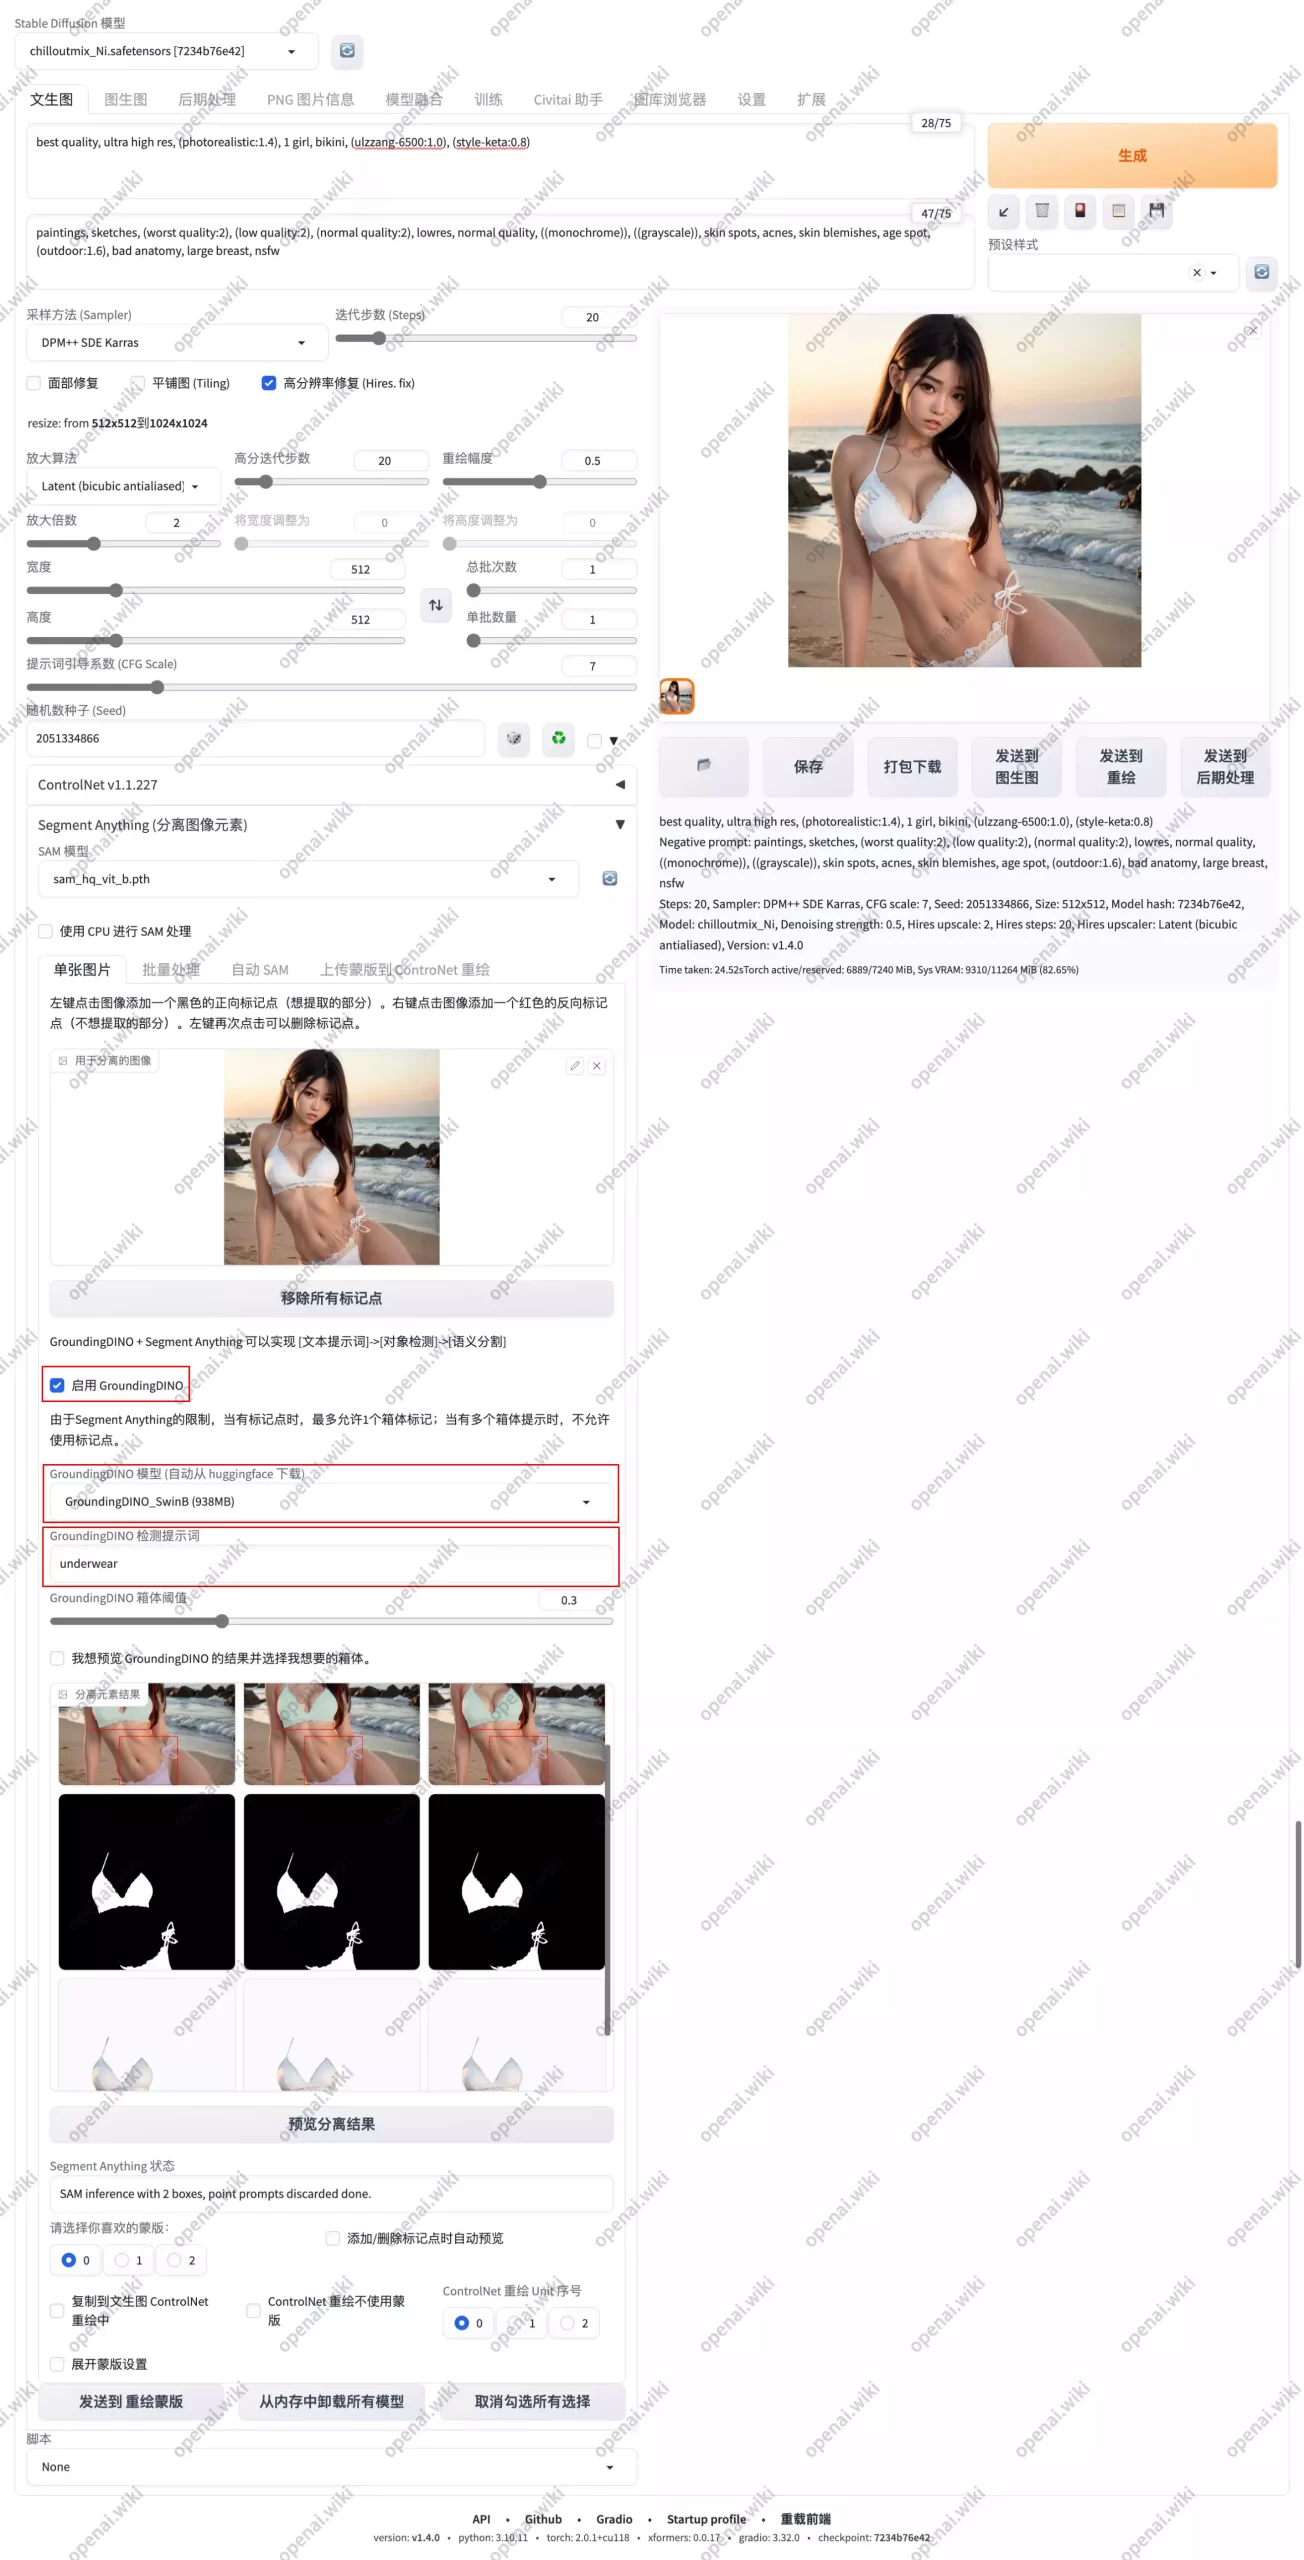 Stable Diffusion 模型
chilloutmix_Ni.safetensors [7234b76e42]
文生图 图生图 后期处理 PNG 图片信息 模型融合 训练 Civitai 助手 图库浏览器 设置 扩展
28/75
best quality, ultra high res, (photorealistic:1.4), 1 girl, bikini, (ulzzang-6500:1.0), (style-keta:0.8)
生成
47/75
paintings, sketches, (worst quality:2), (low quality:2), (normal quality:2), lowres, normal quality, ((monochrome)), ((grayscale)), skin spots, acnes, skin blemishes, age spot,
(outdoor:1.6), bad anatomy, large breast, nsfw
预设样式
采样方法 (Sampler)
DPM++ SDE Karras
迭代步数 (Steps)
20
面部修复 平铺图 (Tiling) 高分辨率修复 (Hires. fix)
resize: from 512x512到1024x1024
放大算法
Latent (bicubic antialiased)
高分迭代步数
20
重绘幅度
0.5
放大倍数
2
将宽度调整为
0
将高度调整为
0
宽度
512
总批次数
1
高度
512
单批数量
1
提示词引导系数 (CFG Scale)
7
随机数种子 (Seed)
2051334866
ControlNet v1.1.227
Segment Anything (分离图像元素)
SAM 模型
sam_hq_vit_b.pth
使用 CPU 进行 SAM 处理
单张图片 批量处理 自动 SAM 上传蒙版到 ControNet 重绘
左键点击图像添加一个黑色的正向标记点（想提取的部分）。右键点击图像添加一个红色的反向标记
点（不想提取的部分）。左键再次点击可以删除标记点。
用于分离的图像
移除所有标记点
GroundingDINO + Segment Anything 可以实现 [文本提示词]->[对象检测]->[语义分割]
启用 GroundingDINO
由于Segment Anything的限制，当有标记点时，最多允许1个箱体标记；当有多个箱体提示时，不允许
使用标记点。
GroundingDINO 模型 (自动从 huggingface 下载)
GroundingDINO_SwinB (938MB)
GroundingDINO 检测提示词
underwear
GroundingDINO 箱体阈值
0.3
我想预览 GroundingDINO 的结果并选择我想要的箱体。
分离元素结果
预览分离结果
Segment Anything 状态
SAM inference with 2 boxes, point prompts discarded done.
请选择你喜欢的蒙版：
0 1 2
添加/删除标记点时自动预览
复制到文生图 ControlNet
重绘中
ControlNet 重绘不使用蒙
版
ControlNet 重绘 Unit 序号
0 1 2
展开蒙版设置
发送到 重绘蒙版 从内存中卸载所有模型 取消勾选所有选择
脚本
None
保存 打包下载
发送到
图生图
发送到
重绘
发送到
后期处理
best quality, ultra high res, (photorealistic:1.4), 1 girl, bikini, (ulzzang-6500:1.0), (style-keta:0.8)
Negative prompt: paintings, sketches, (worst quality:2), (low quality:2), (normal quality:2), lowres, normal quality,
((monochrome)), ((grayscale)), skin spots, acnes, skin blemishes, age spot, (outdoor:1.6), bad anatomy, large breast,
nsfw
Steps: 20, Sampler: DPM++ SDE Karras, CFG scale: 7, Seed: 2051334866, Size: 512x512, Model hash: 7234b76e42,
Model: chilloutmix_Ni, Denoising strength: 0.5, Hires upscale: 2, Hires steps: 20, Hires upscaler: Latent (bicubic
antialiased), Version: v1.4.0
Time taken: 24.52sTorch active/reserved: 6889/7240 MiB, Sys VRAM: 9310/11264 MiB (82.65%)
API • Github • Gradio • Startup profile • 重载前端
version: v1.4.0 • python: 3.10.11 • torch: 2.0.1+cu118 • xformers: 0.0.17 • gradio: 3.32.0 • checkpoint: 7234b76e42
openai.wiki